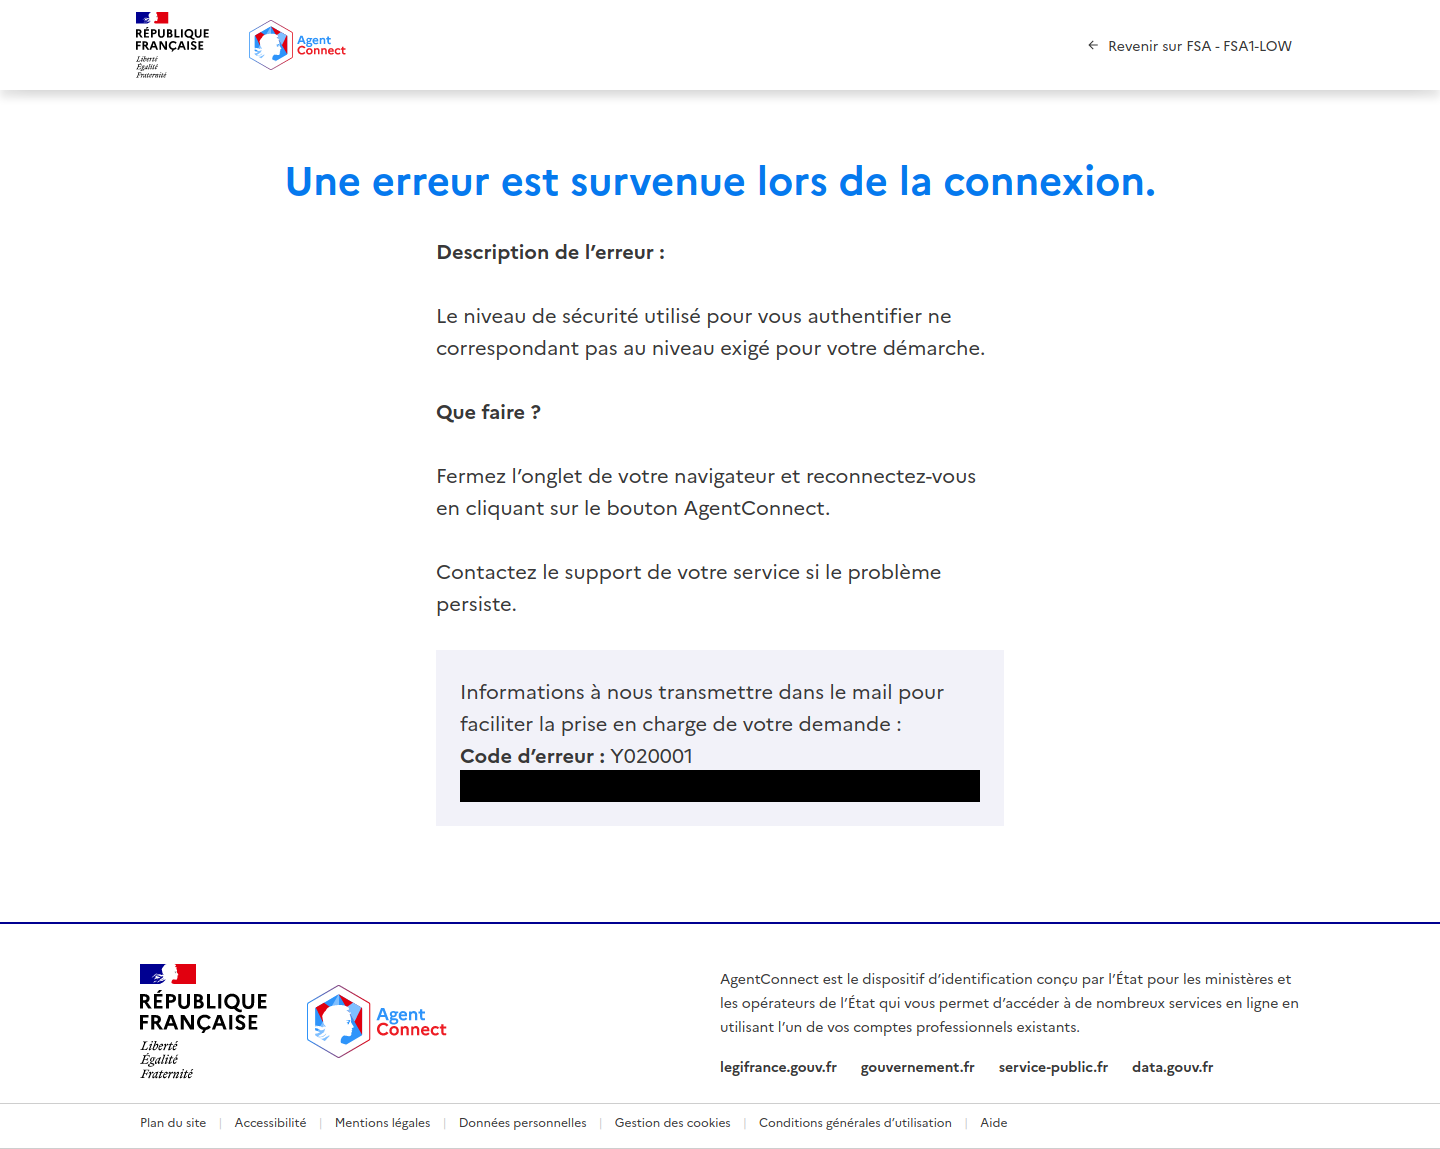 RÉPUBLIQUE
FRANÇAISE
Liberté
Égalité
Fraternité
Agent
Connect
Revenir sur FSA - FSA1-LOW
Une erreur est survenue lors de la connexion.
Description de l’erreur :
Le niveau de sécurité utilisé pour vous authentifier ne
correspondant pas au niveau exigé pour votre démarche.
Que faire ?
Fermez l’onglet de votre navigateur et reconnectez-vous
en cliquant sur le bouton AgentConnect.
Contactez le support de votre service si le problème
persiste.
Informations à nous transmettre dans le mail pour
faciliter la prise en charge de votre demande :
Code d’erreur : Y020001
RÉPUBLIQUE
FRANÇAISE
Liberté
Égalité
Fraternité
Agent
Connect
AgentConnect est le dispositif d’identification conçu par l’État pour les ministères et
les opérateurs de l’État qui vous permet d’accéder à de nombreux services en ligne en
utilisant l’un de vos comptes professionnels existants.
legifrance.gouv.fr gouvernement.fr service-public.fr data.gouv.fr
Plan du site | Accessibilité | Mentions légales | Données personnelles | Gestion des cookies | Conditions générales d’utilisation | Aide